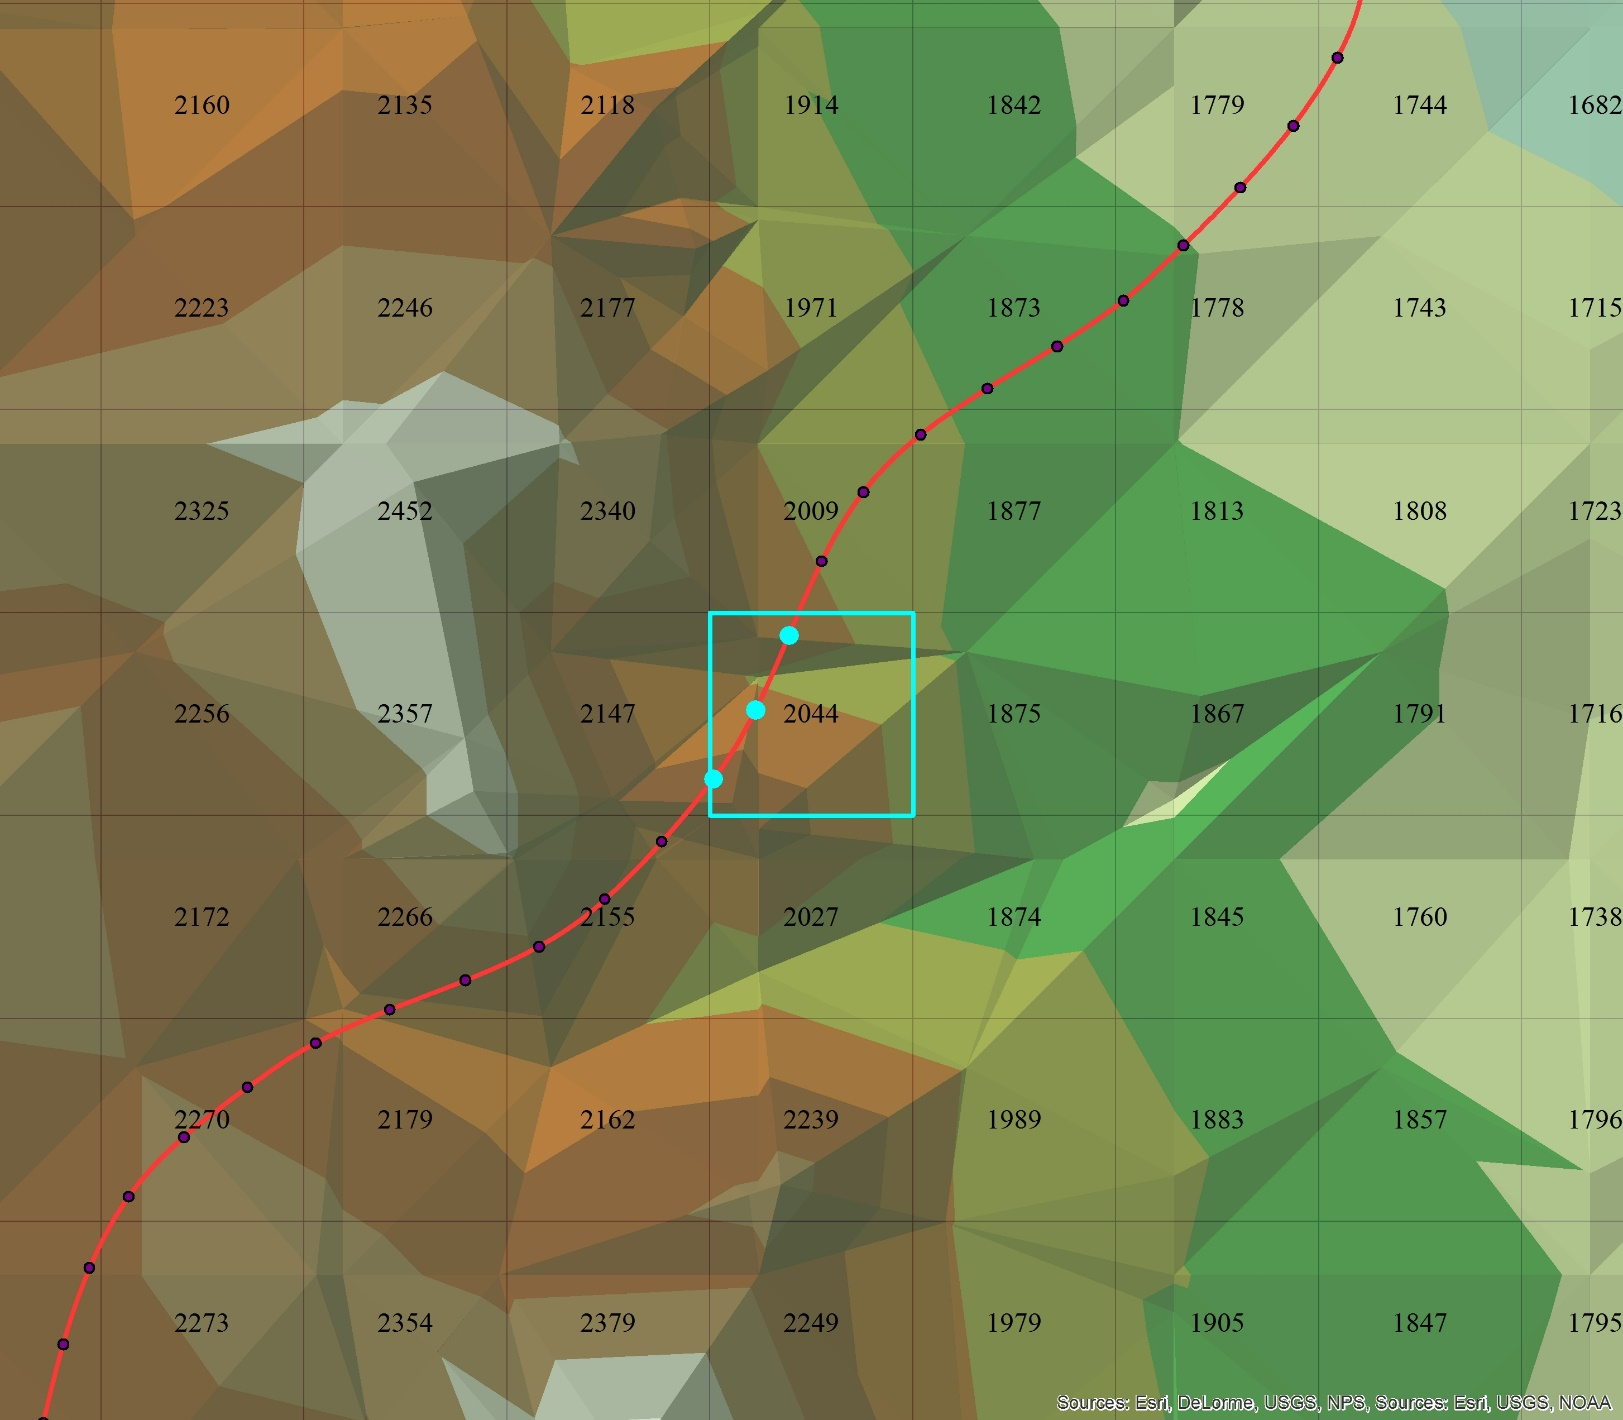 2160 2135 2118 1914 1842 1779 1744 1682
2223 2246 2177 1971 1873 1778 1743 1715
2325 2452 2340 2009 1877 1813 1808 1723
2256 2357 2147 2044 1875 1867 1791 1716
2172 2266 2155 2027 1874 1845 1760 1738
2270 2179 2162 2239 1989 1883 1857 1796
2273 2354 2379 2249 1979 1905 1847 1795
Sources: Esri, DeLorme, USGS, NPS, Sources: Esri, USGS, NOAA